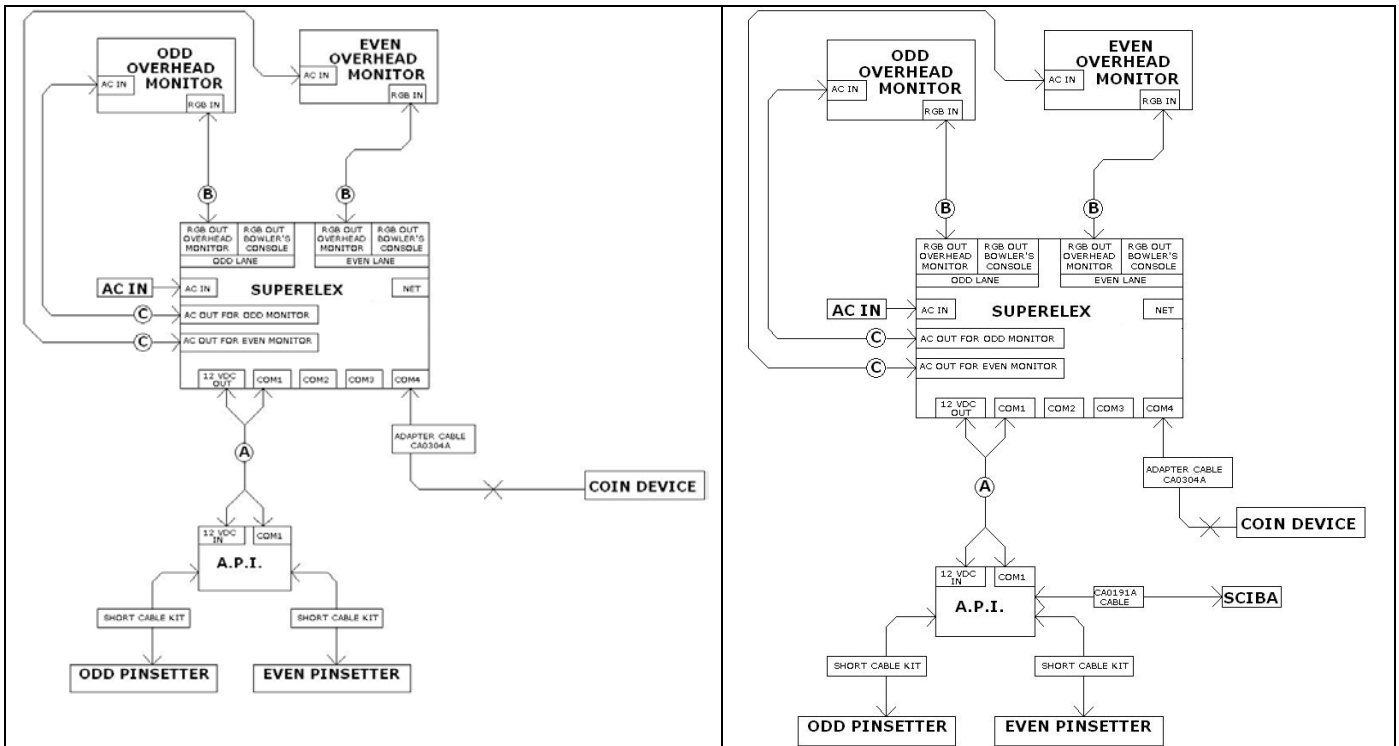 ODD
OVERHEAD
MONITOR
AC IN
RGB IN
EVEN
OVERHEAD
MONITOR
AC IN
RGB IN
B
B
RGB OUT
OVERHEAD
MONITOR
RGB OUT
BOWLER'S
CONSOLE
ODD LANE
RGB OUT
OVERHEAD
MONITOR
RGB OUT
BOWLER'S
CONSOLE
EVEN LANE
AC IN
AC IN
SUPERELEX
NET
C
AC OUT FOR ODD MONITOR
C
AC OUT FOR EVEN MONITOR
12 VDC
OUT
COM1
COM2
COM3
COM4
A
ADAPTER CABLE
CA0304A
COIN DEVICE
12 VDC
IN
COM1
A.P.I.
SHORT CABLE KIT
SHORT CABLE KIT
ODD PINSETTER
EVEN PINSETTER
ODD
OVERHEAD
MONITOR
AC IN
RGB IN
EVEN
OVERHEAD
MONITOR
AC IN
RGB IN
B
B
RGB OUT
OVERHEAD
MONITOR
RGB OUT
BOWLER'S
CONSOLE
ODD LANE
RGB OUT
OVERHEAD
MONITOR
RGB OUT
BOWLER'S
CONSOLE
EVEN LANE
AC IN
AC IN
SUPERELEX
NET
C
AC OUT FOR ODD MONITOR
C
AC OUT FOR EVEN MONITOR
12 VDC
OUT
COM1
COM2
COM3
COM4
A
ADAPTER CABLE
CA0304A
COIN DEVICE
12 VDC
IN
COM1
A.P.I.
CA0191A
CABLE
SCIBA
SHORT CABLE KIT
SHORT CABLE KIT
ODD PINSETTER
EVEN PINSETTER